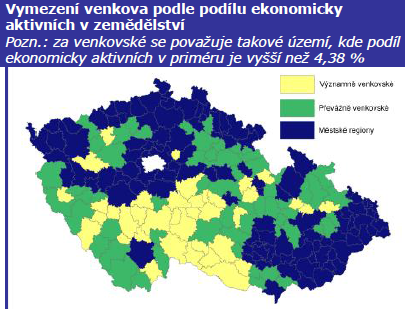 Vymezení venkova podle podílu ekonomicky
aktivních v zemědělství
Pozn.: za venkovské se považuje takové území, kde podíl
ekonomicky aktivních v priméru je vyšší než 4,38 %
Významně venkovské
Převážně venkovské
Městské regiony